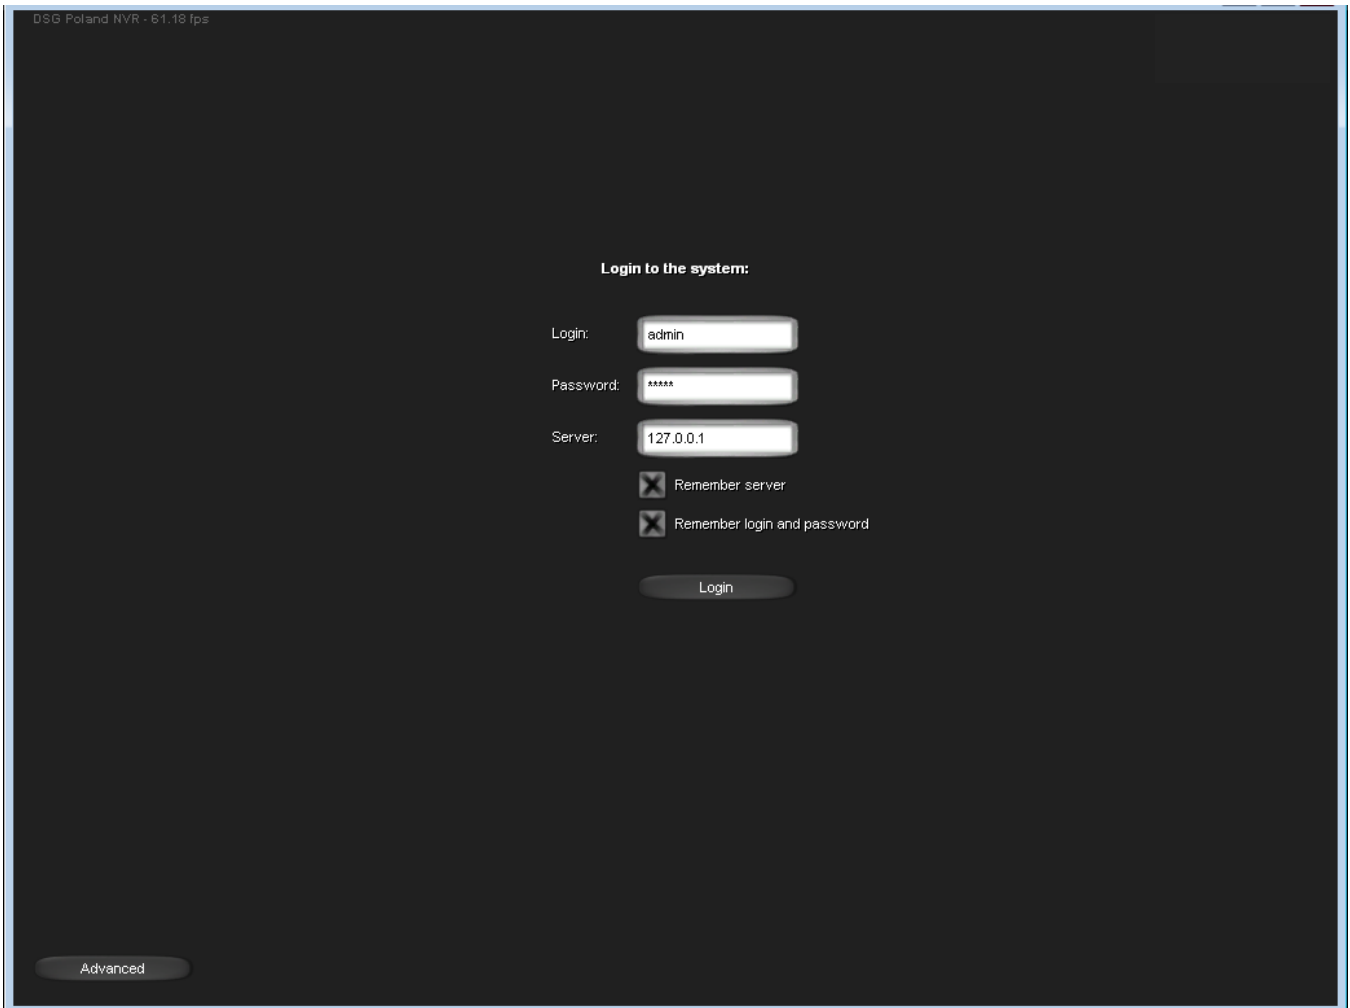 DSG Poland NVR - 61.18 fps
Login to the system:
Login:
admin
Password:
*****
Server:
127.0.0.1
Remember server
Remember login and password
Login
Advanced